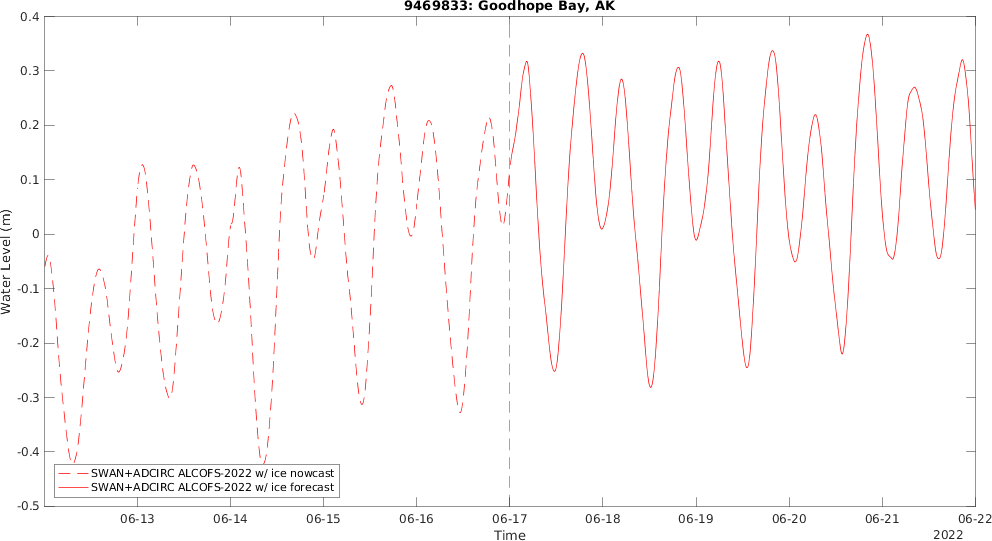 9469833: Goodhope Bay, AK
Water Level (m)
0.4
0.3
0.2
0.1
0
-0.1
-0.2
-0.3
-0.4
-0.5
SWAN+ADCIRC ALCOFS-2022 w/ ice nowcast
SWAN+ADCIRC ALCOFS-2022 w/ ice forecast
06-13 06-14 06-15 06-16 06-17 06-18 06-19 06-20 06-21 06-22
Time
2022